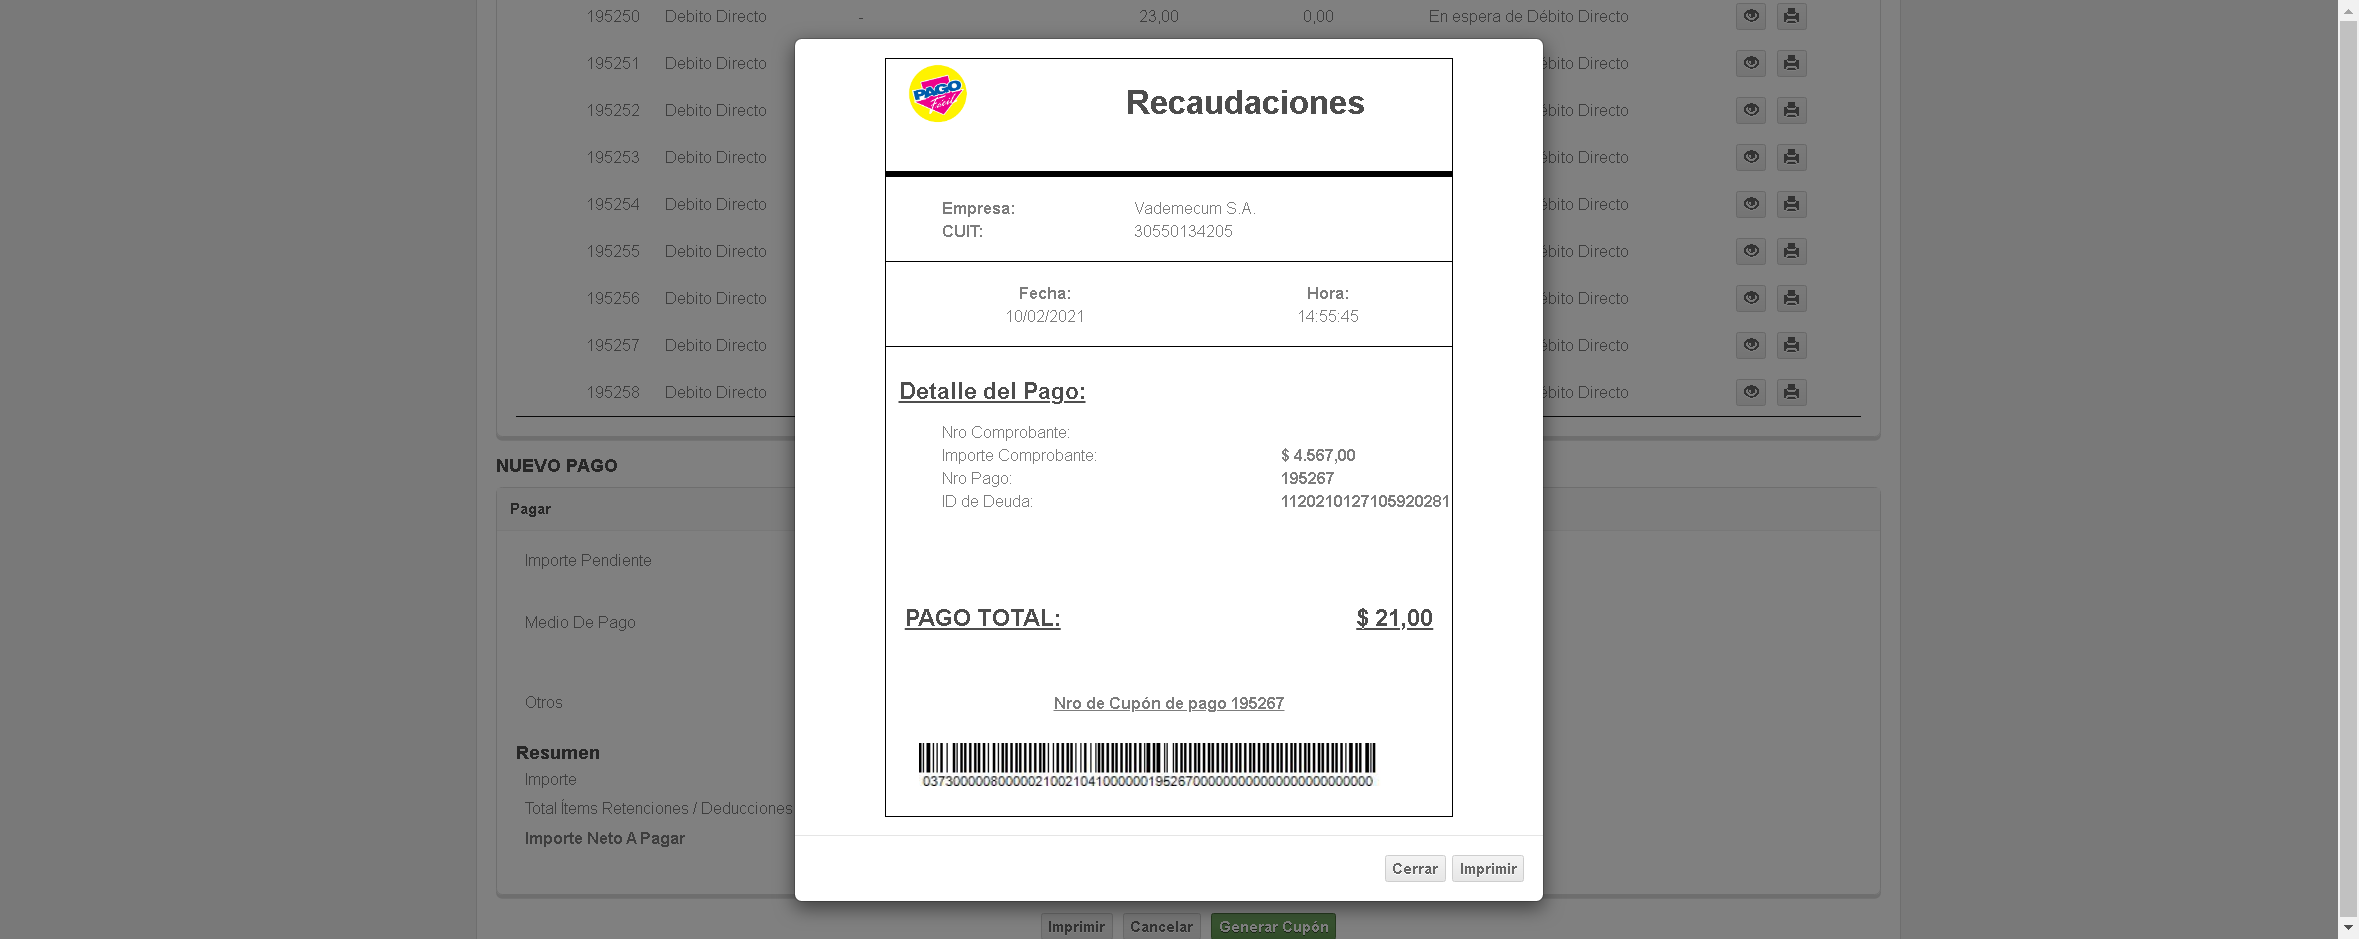 195250 Debito Directo - 23,00 0,00 En espera de Débito Directo
195251 Debito Directo ébito Directo
195252 Debito Directo ébito Directo
195253 Debito Directo ébito Directo
195254 Debito Directo ébito Directo
195255 Debito Directo ébito Directo
195256 Debito Directo ébito Directo
195257 Debito Directo ébito Directo
195258 Debito Directo ébito Directo
NUEVO PAGO
Pagar
Importe Pendiente
Medio De Pago
Otros
Resumen
Importe
Total Ítems Retenciones / Deducciones
Importe Neto A Pagar
Imprimir Cancelar Generar Cupón
PAGO
Fácil
Recaudaciones
Empresa: Vademecum S.A.
CUIT: 30550134205
Fecha: Hora:
10/02/2021 14:55:45
Detalle del Pago:
Nro Comprobante:
Importe Comprobante: $ 4.567,00
Nro Pago: 195267
ID de Deuda: 1120210127105920281
PAGO TOTAL: $ 21,00
Nro de Cupón de pago 195267
Cerrar Imprimir